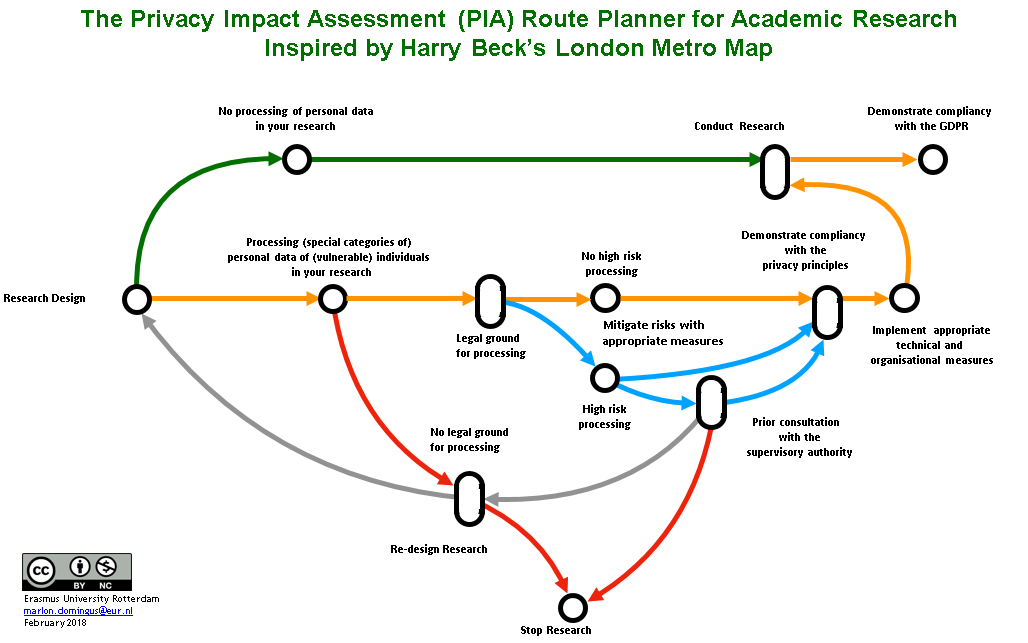 The Privacy Impact Assessment (PIA) Route Planner for Academic Research
Inspired by Harry Beck's London Metro Map
No processing of personal data
in your research
Conduct Research
Demonstrate compliancy
with the GDPR
Processing (special categories of)
personal data of (vulnerable) individuals
in your research
No high risk
processing
Demonstrate compliancy
with the
privacy principles
Research Design
Legal ground
for processing
Mitigate risks with
appropriate measures
Implement appropriate
technical and
organisational measures
High risk
processing
No legal ground
for processing
Prior consultation
with the
supervisory authority
Re-design Research
Stop Research
cc
BY NC
Erasmus University Rotterdam
marlon.domingus@eur.nl
February 2018